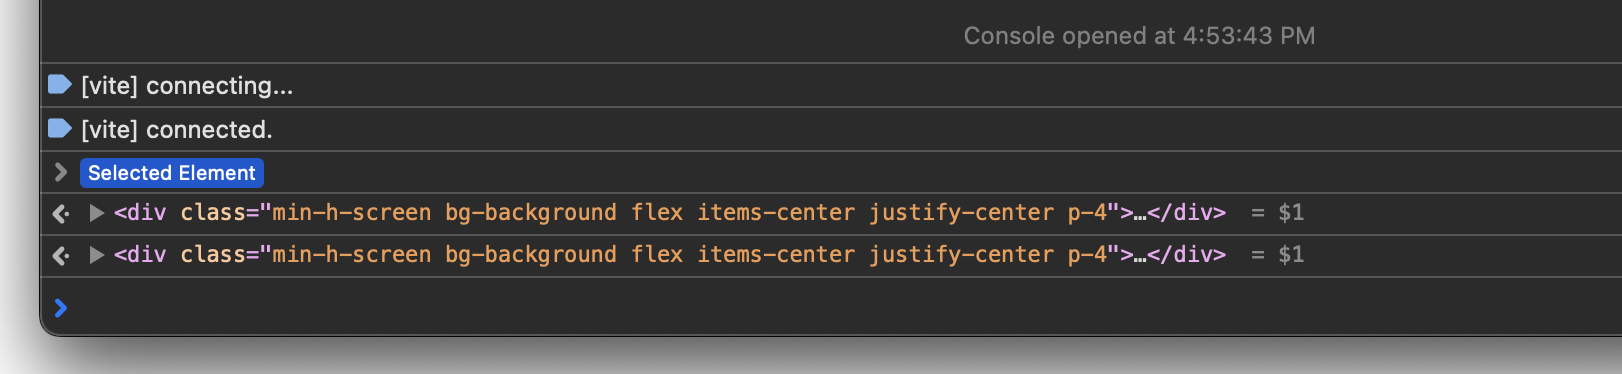 Console opened at 4:53:43 PM
[vite] connecting...
[vite] connected.
Selected Element
<div class="min-h-screen bg-background flex items-center justify-center p-4">…</div> = $1
<div class="min-h-screen bg-background flex items-center justify-center p-4">…</div> = $1